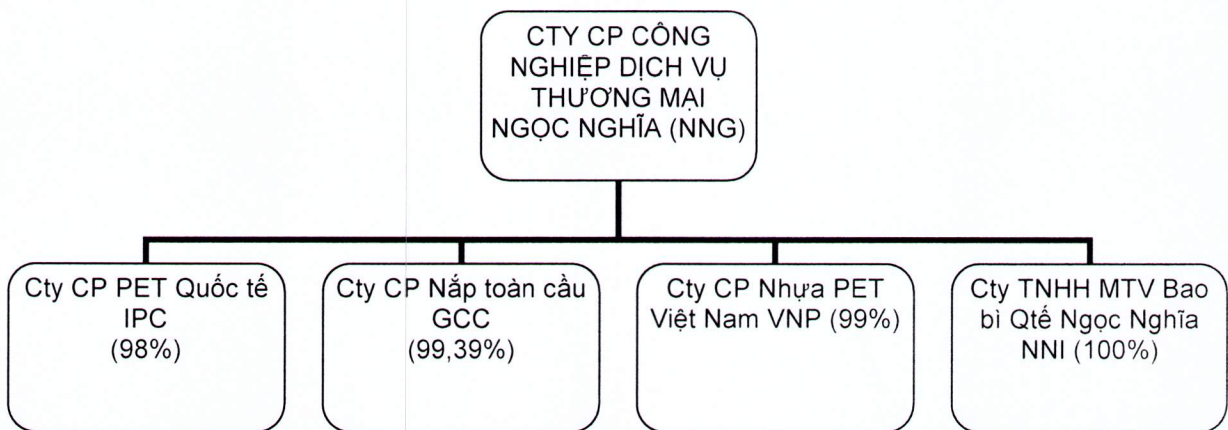 CTY CP CÔNG
NGHIỆP DỊCH VỤ
THƯƠNG MẠI
NGỌC NGHĨA (NNG)
Cty CP PET Quốc tế
IPC
(98%)
Cty CP Nắp toàn cầu
GCC
(99,39%)
Cty CP Nhựa PET
Việt Nam VNP (99%)
Cty TNHH MTV Bao
bì Qtế Ngọc Nghĩa
NNI (100%)